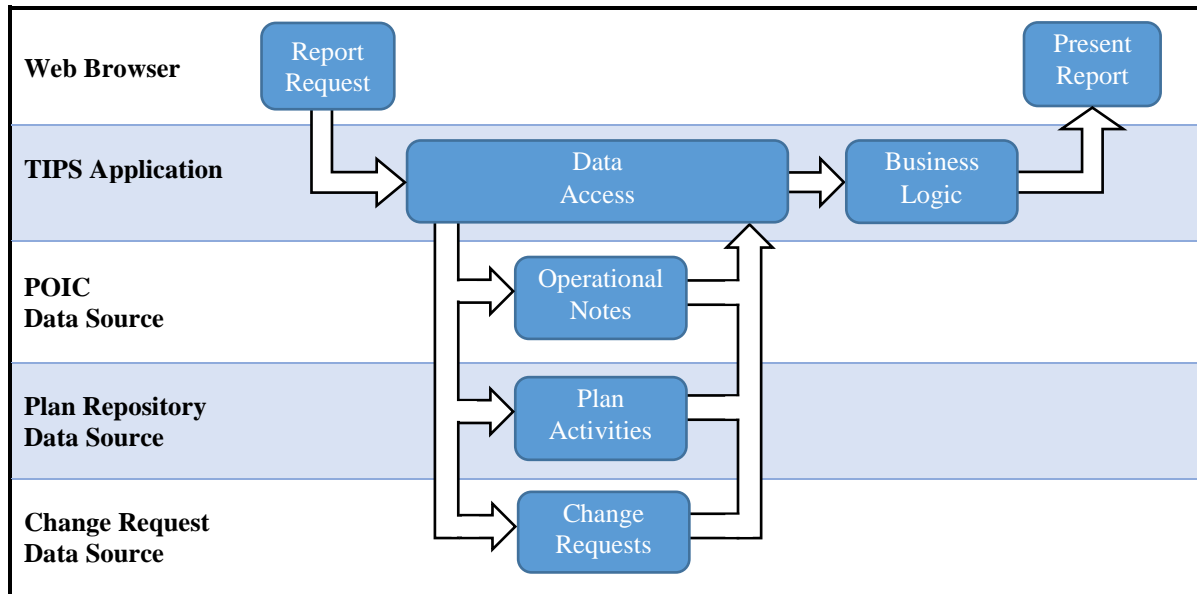 Web Browser
Report
Request
Present
Report
TIPS Application
Data
Access
Business
Logic
POIC
Data Source
Operational
Notes
Plan Repository
Data Source
Plan
Activities
Change Request
Data Source
Change
Requests